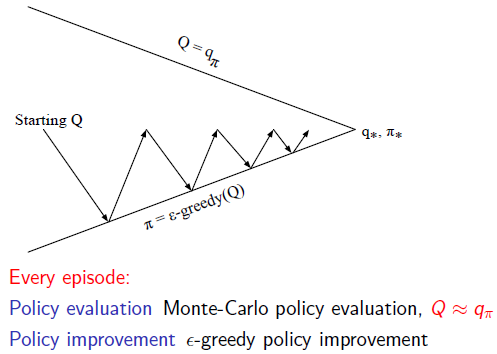 Q = qπ
Starting Q
q*, π*
π = ε-greedy(Q)
Every episode:
Policy evaluation Monte-Carlo policy evaluation, Q ≈ qπ
Policy improvement ϵ-greedy policy improvement